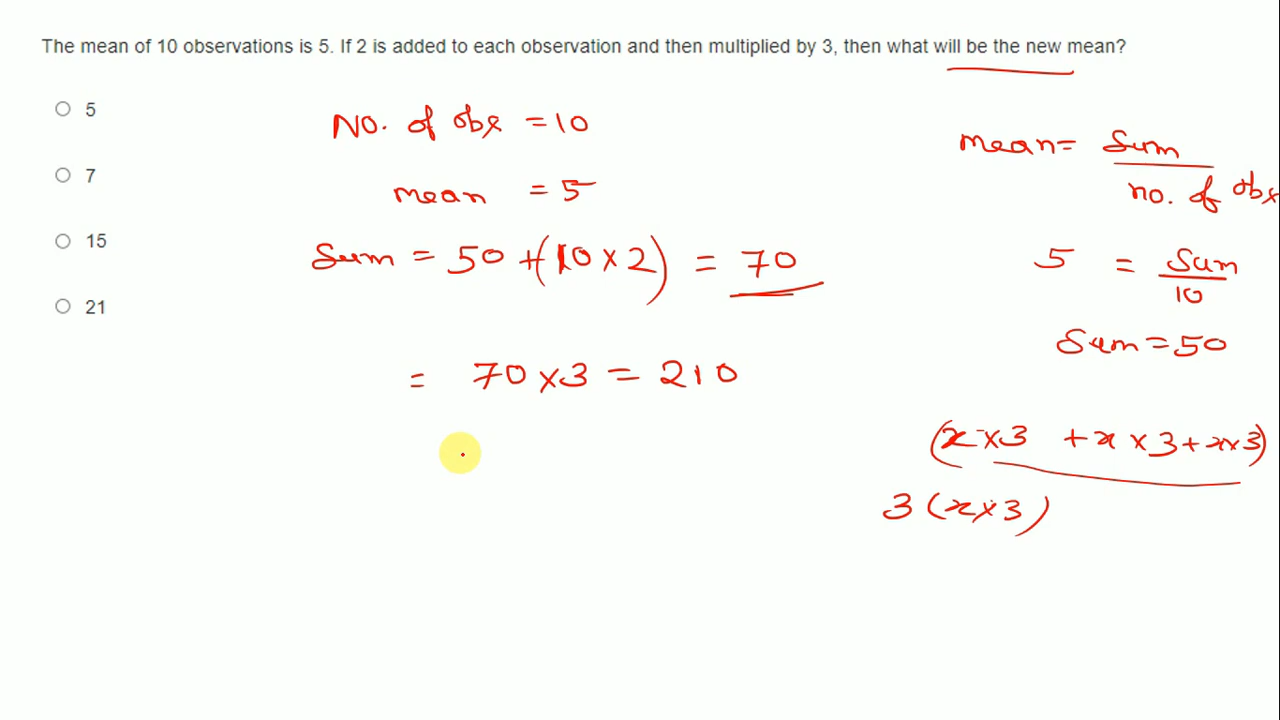 The mean of 10 observations is 5. If 2 is added to each observation and then multiplied by 3, then what will be the new mean?
5
7
15
21
No. of obx = 10
mean = 5
Sum = 50 + (10 × 2) = 70
= 70 × 3 = 210
mean = Sum
no. of obx
5 = Sum
10
Sum = 50
(x × 3 + x × 3 + x × 3)
3 (x × 3)